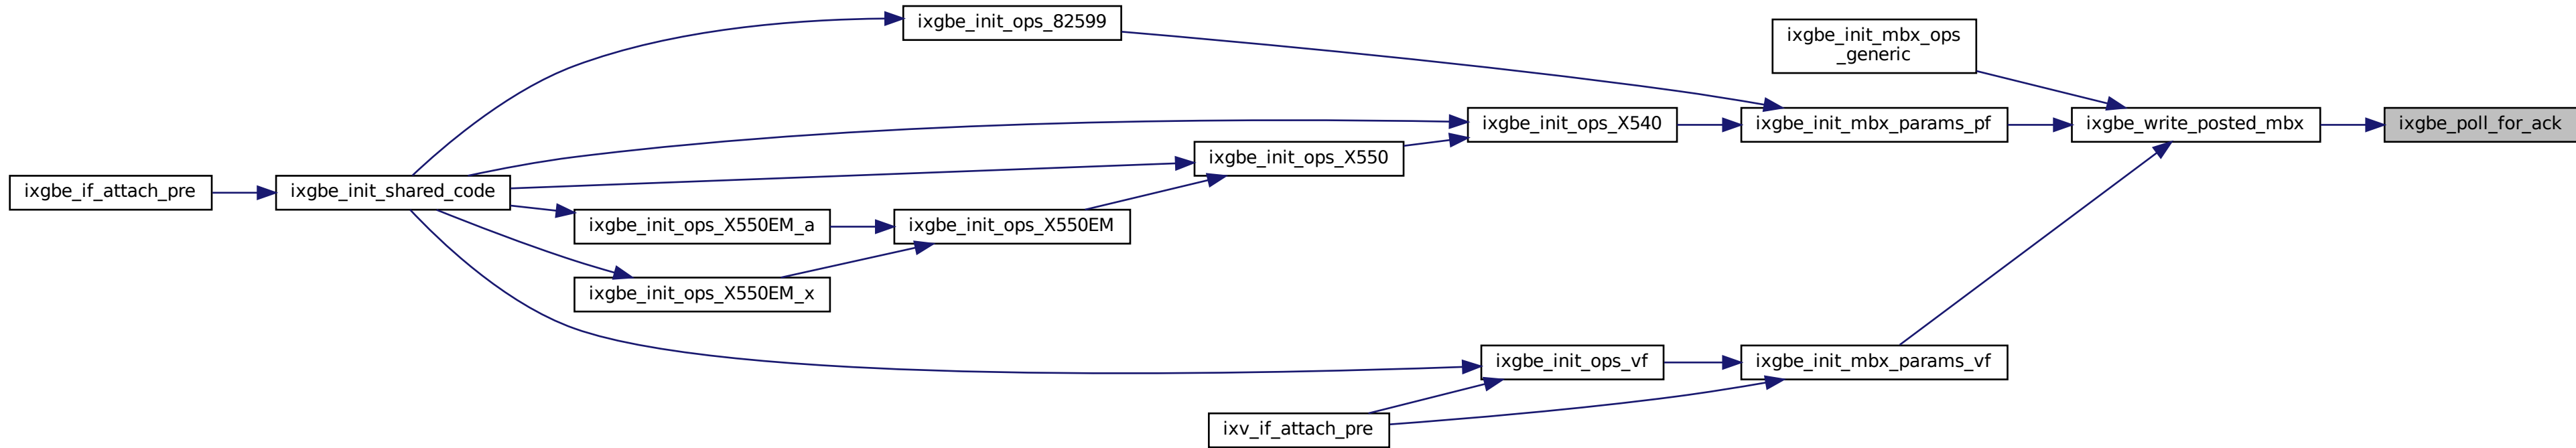 ixgbe_init_ops_82599
ixgbe_init_mbx_ops
_generic
ixgbe_init_ops_X540
ixgbe_init_mbx_params_pf
ixgbe_write_posted_mbx
ixgbe_poll_for_ack
ixgbe_init_ops_X550
ixgbe_if_attach_pre
ixgbe_init_shared_code
ixgbe_init_ops_X550EM_a
ixgbe_init_ops_X550EM
ixgbe_init_ops_X550EM_x
ixgbe_init_ops_vf
ixgbe_init_mbx_params_vf
ixv_if_attach_pre